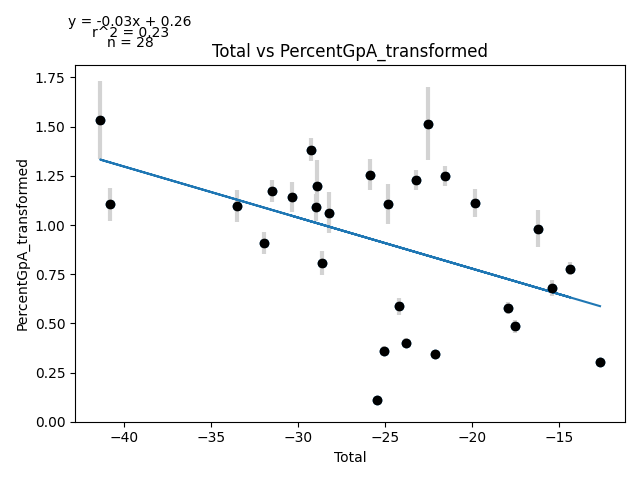 y = -0.03x + 0.26
r^2 = 0.23
n = 28
Total vs PercentGpA_transformed
1.75
1.50
1.25
1.00
0.75
0.50
0.25
0.00
PercentGpA_transformed
−40
−35
−30
−25
−20
−15
Total